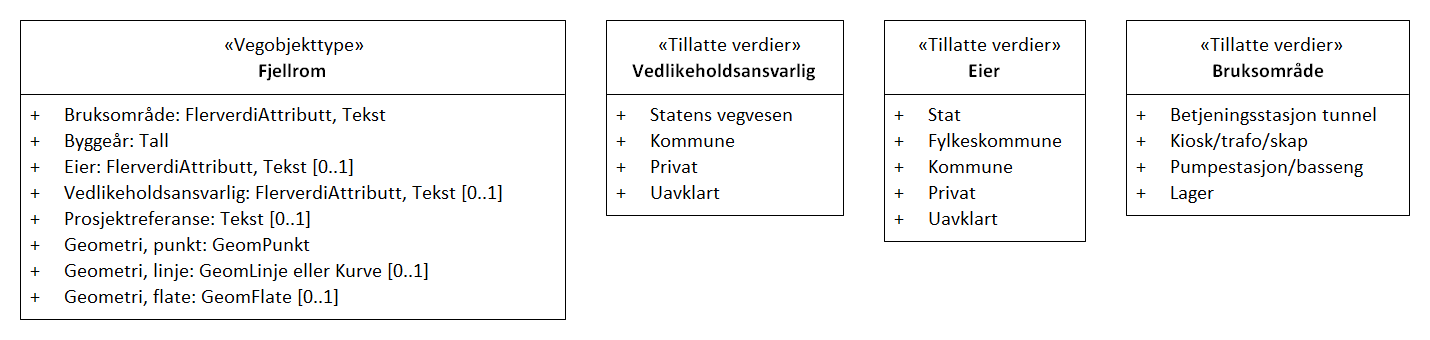 «Vegobjekttype»
Fjellrom
+ Bruksområde: FlerverdiAttributt, Tekst
+ Byggeår: Tall
+ Eier: FlerverdiAttributt, Tekst [0..1]
+ Vedlikeholdsansvarlig: FlerverdiAttributt, Tekst [0..1]
+ Prosjektreferanse: Tekst [0..1]
+ Geometri, punkt: GeomPunkt
+ Geometri, linje: GeomLinje eller Kurve [0..1]
+ Geometri, flate: GeomFlate [0..1]
«Tillatte verdier»
Vedlikeholdsansvarlig
+ Statens vegvesen
+ Kommune
+ Privat
+ Uavklart
«Tillatte verdier»
Eier
+ Stat
+ Fylkeskommune
+ Kommune
+ Privat
+ Uavklart
«Tillatte verdier»
Bruksområde
+ Betjeningsstasjon tunnel
+ Kiosk/trafo/skap
+ Pumpestasjon/basseng
+ Lager